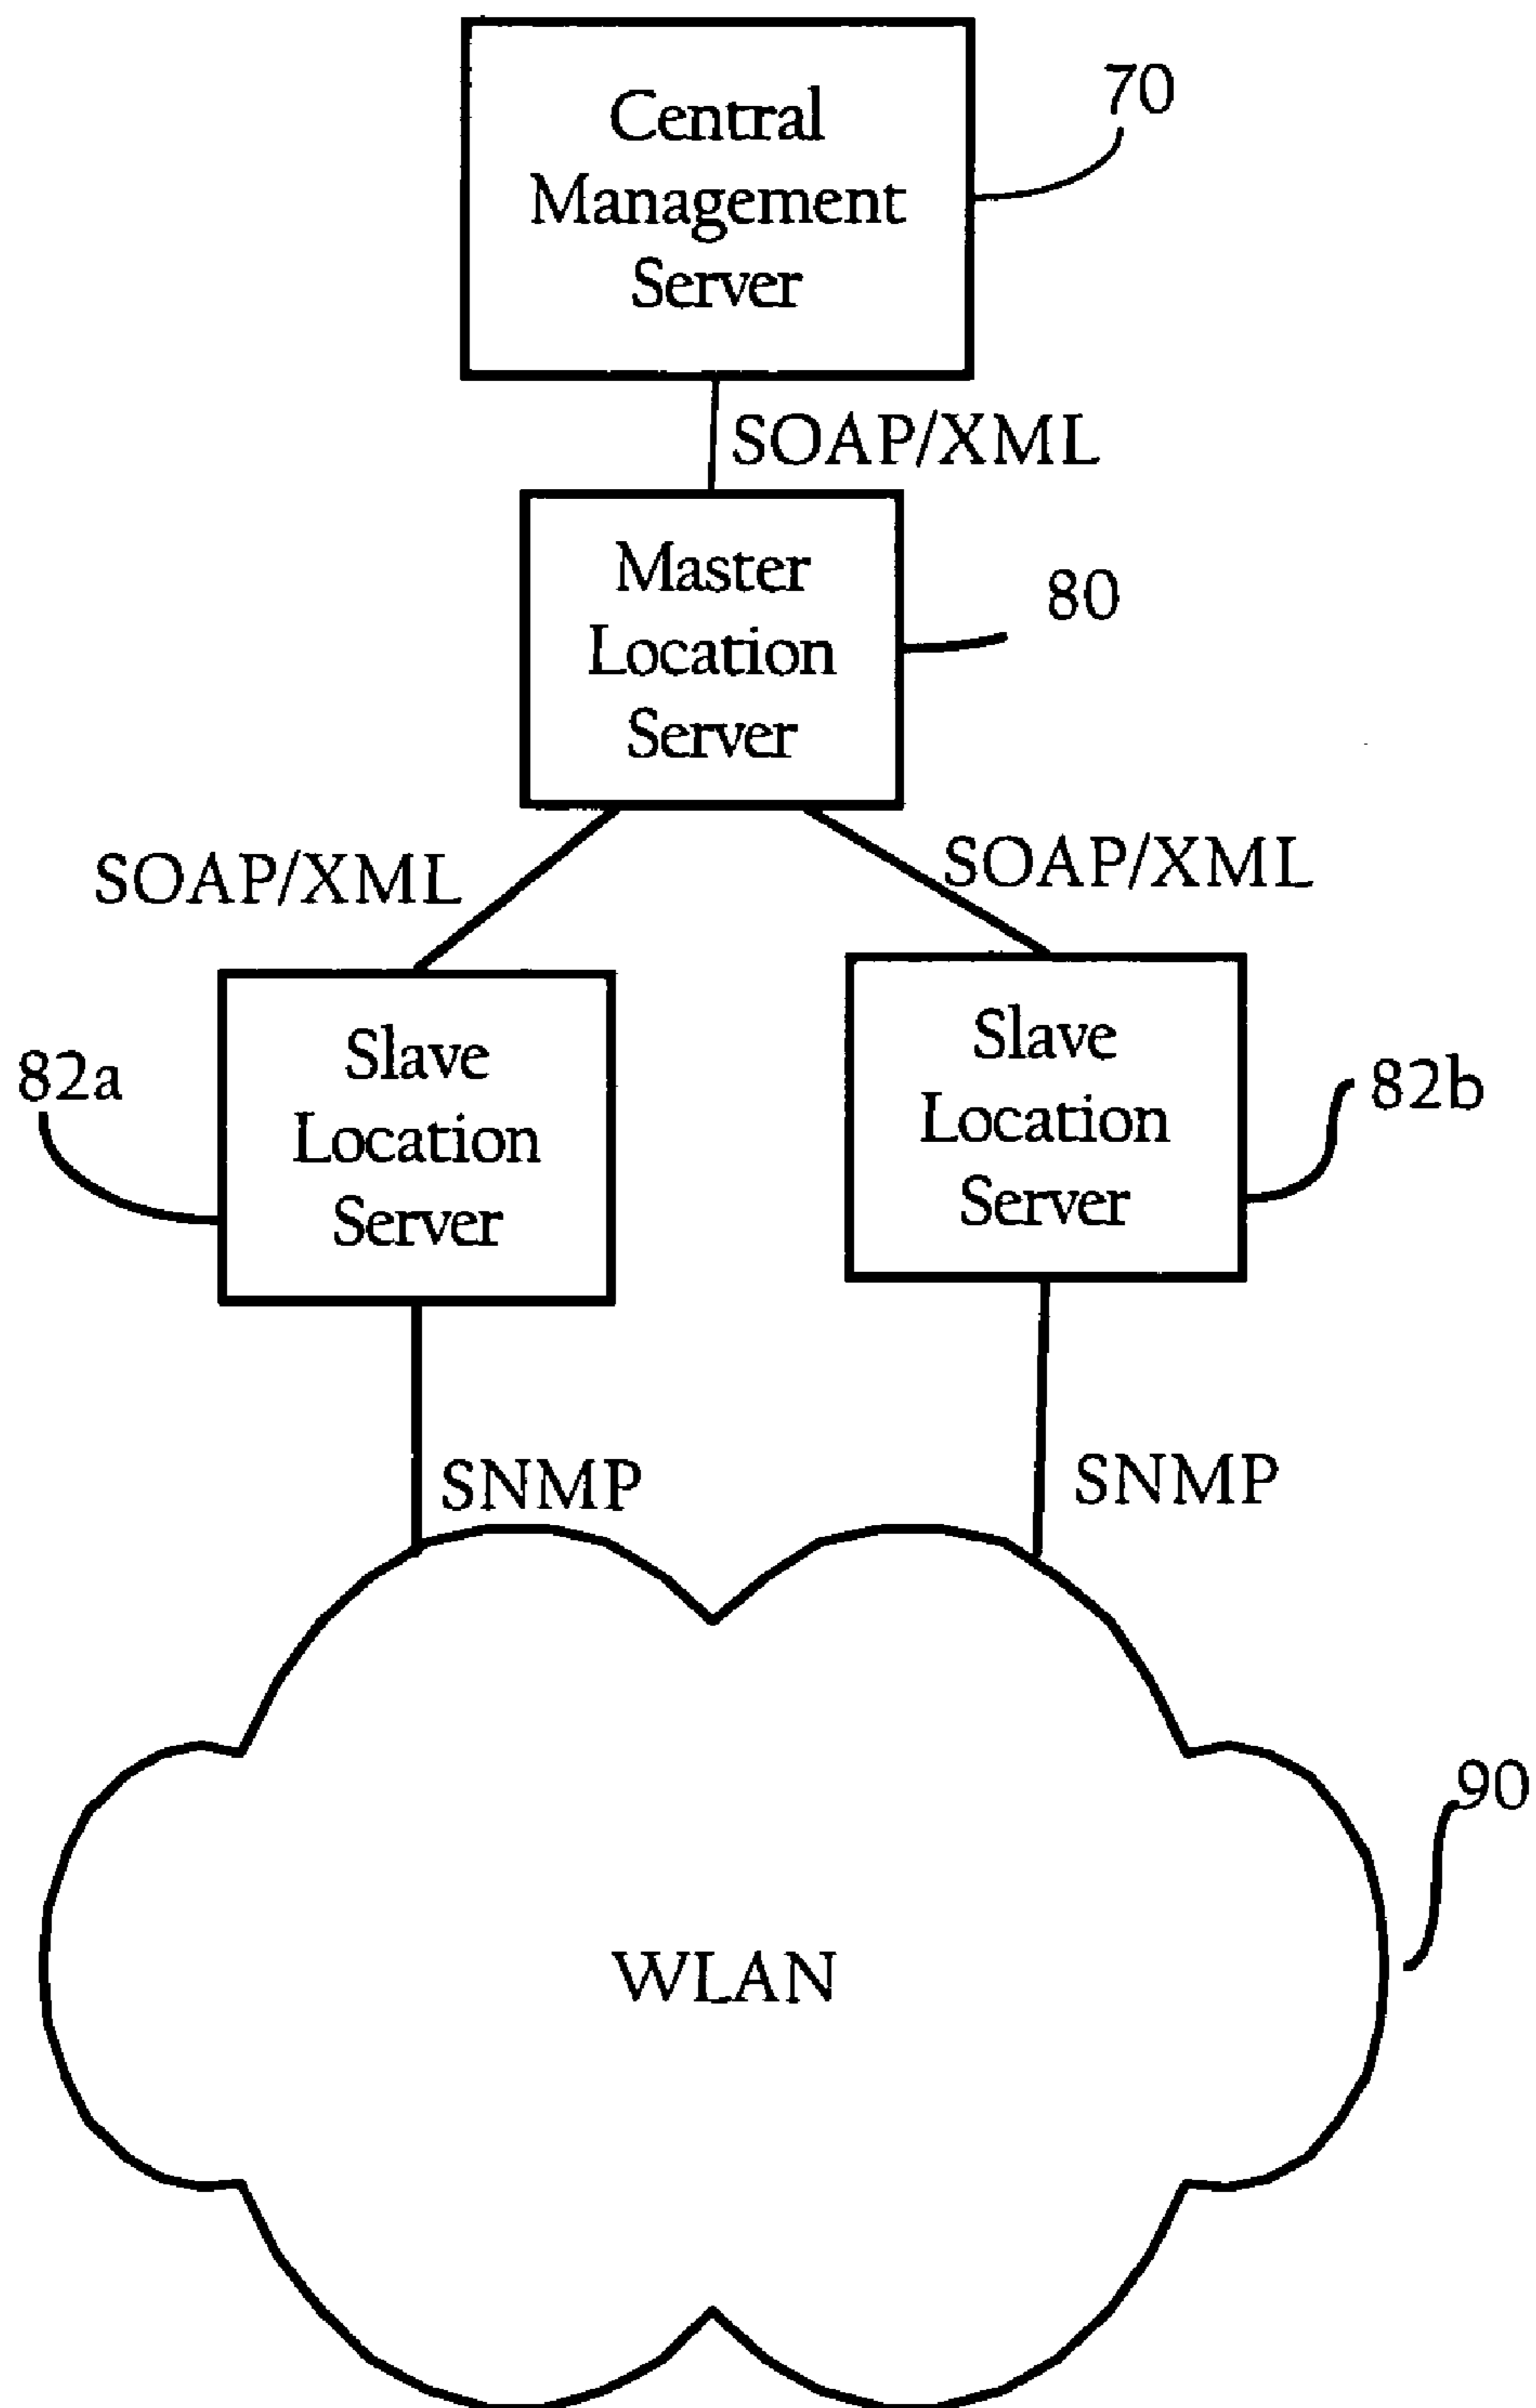 Central
Management
Server
70
SOAP/XML
Master
Location
Server
80
SOAP/XML
SOAP/XML
Slave
Location
Server
82a
Slave
Location
Server
82b
SNMP
SNMP
90
WLAN